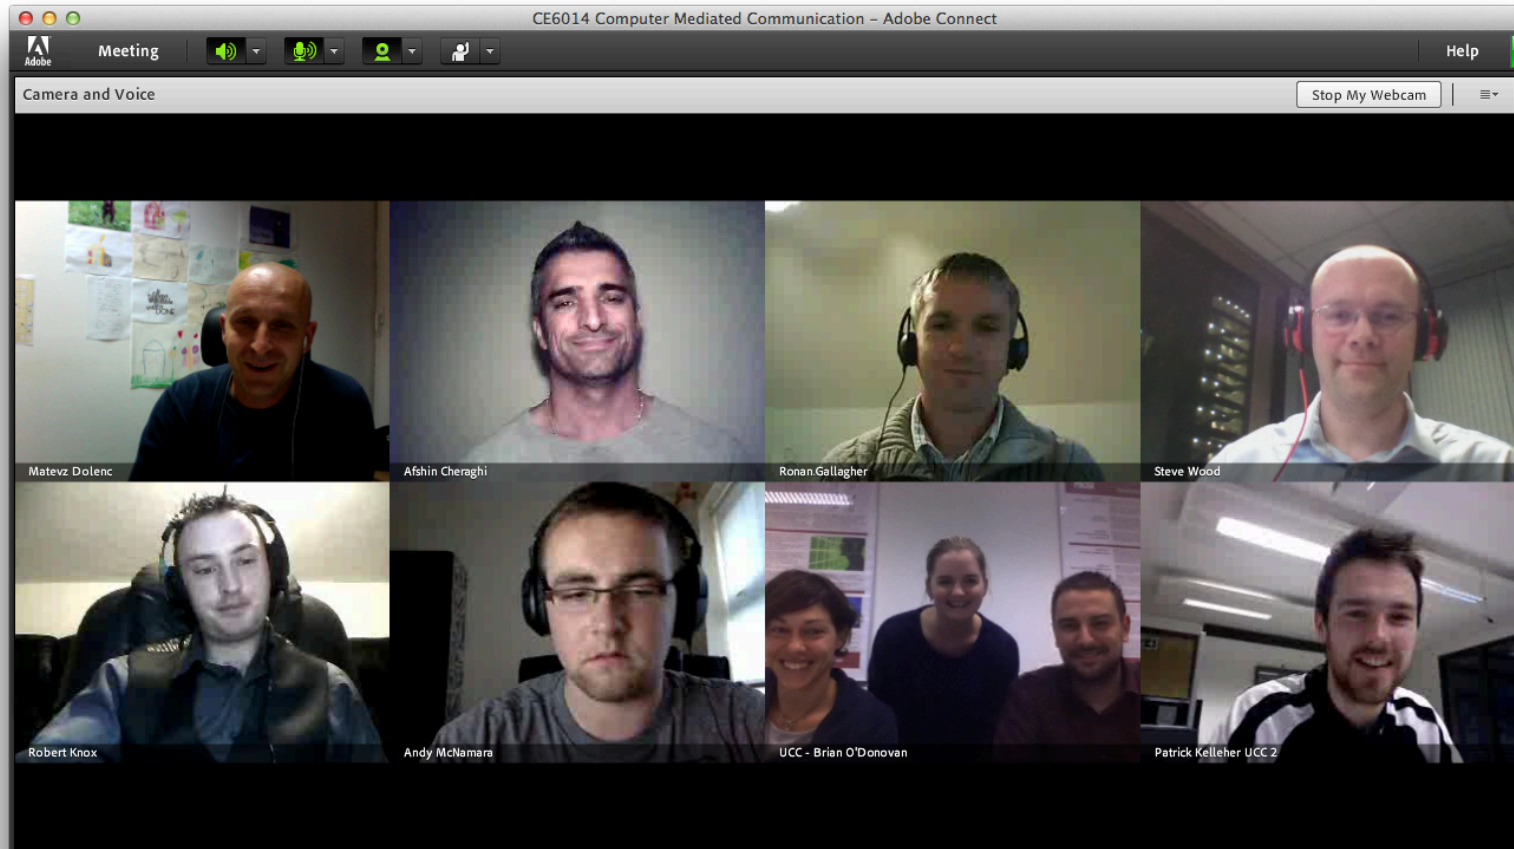 CE6014 Computer Mediated Communication – Adobe Connect
Adobe
Meeting
Help
Camera and Voice
Stop My Webcam
DONE
Matevz Dolenc
Afshin Cheraghi
Ronan.Gallagher
Steve Wood
Robert Knox
Andy McNamara
UCC - Brian O'Donovan
Patrick Kelleher UCC 2